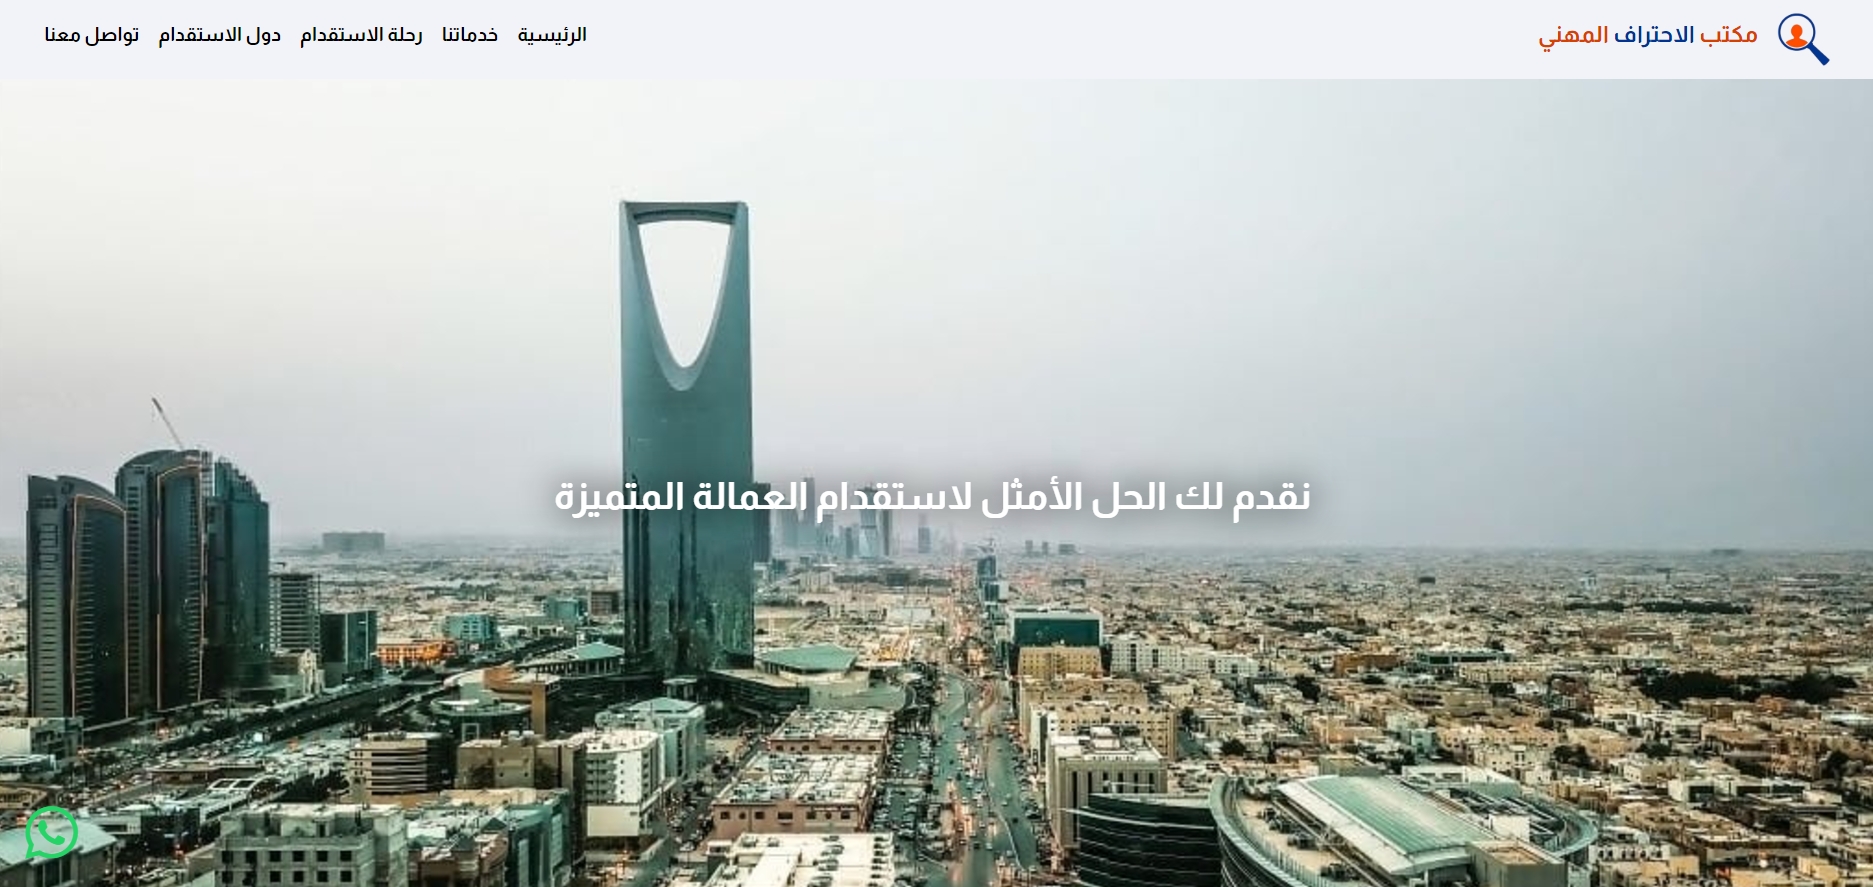 مكتب الاحتراف المهني
الرئيسية
خدماتنا
رحلة الاستقدام
دول الاستقدام
تواصل معنا
نقدم لك الحل الأمثل لاستقدام العمالة المتميزة